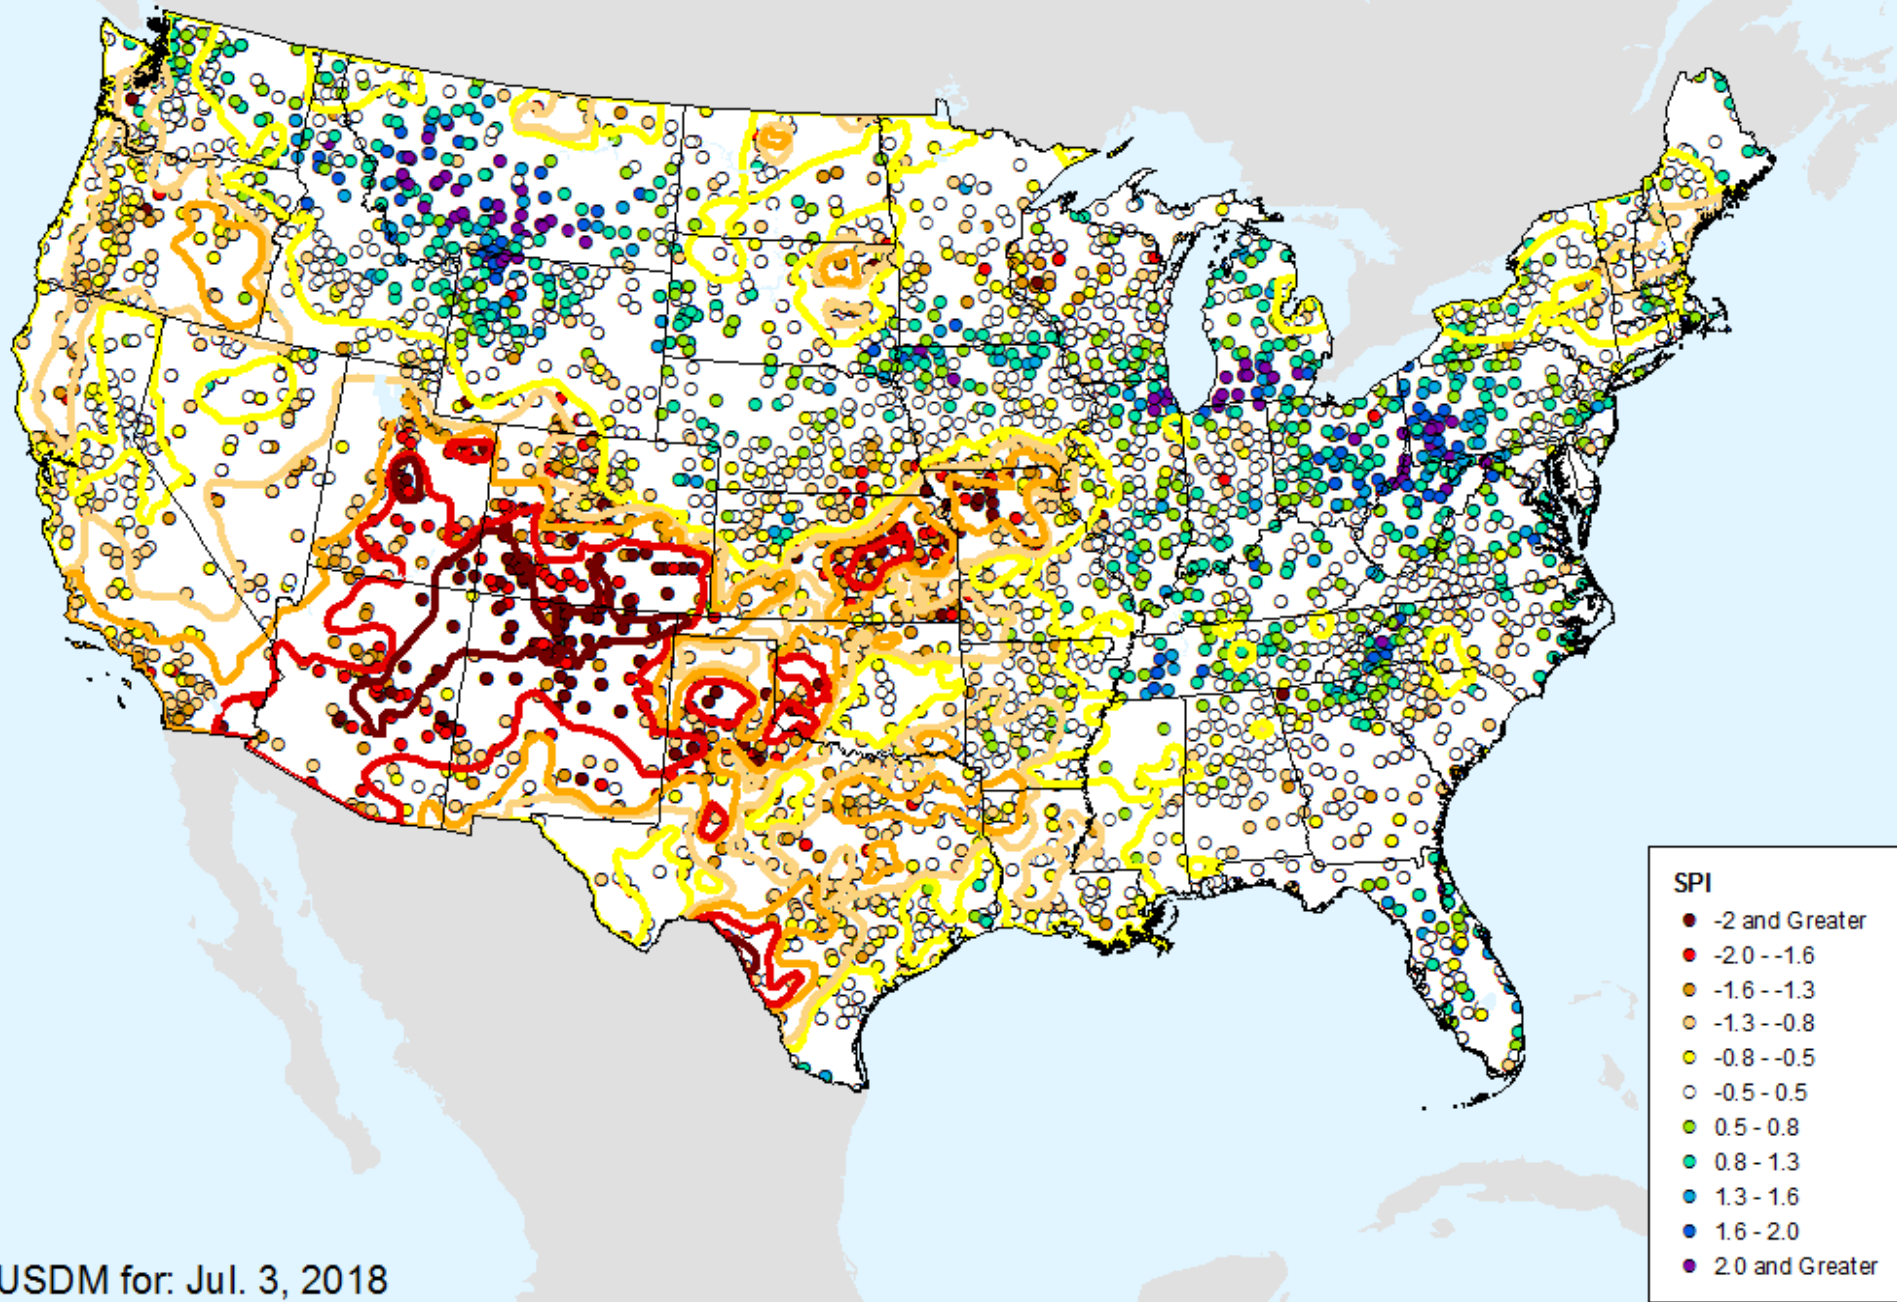 SPI
-2 and Greater
-2.0 - -1.6
-1.6 - -1.3
-1.3 - -0.8
-0.8 - -0.5
-0.5 - 0.5
0.5 - 0.8
0.8 - 1.3
1.3 - 1.6
1.6 - 2.0
2.0 and Greater
USDM for: Jul. 3, 2018